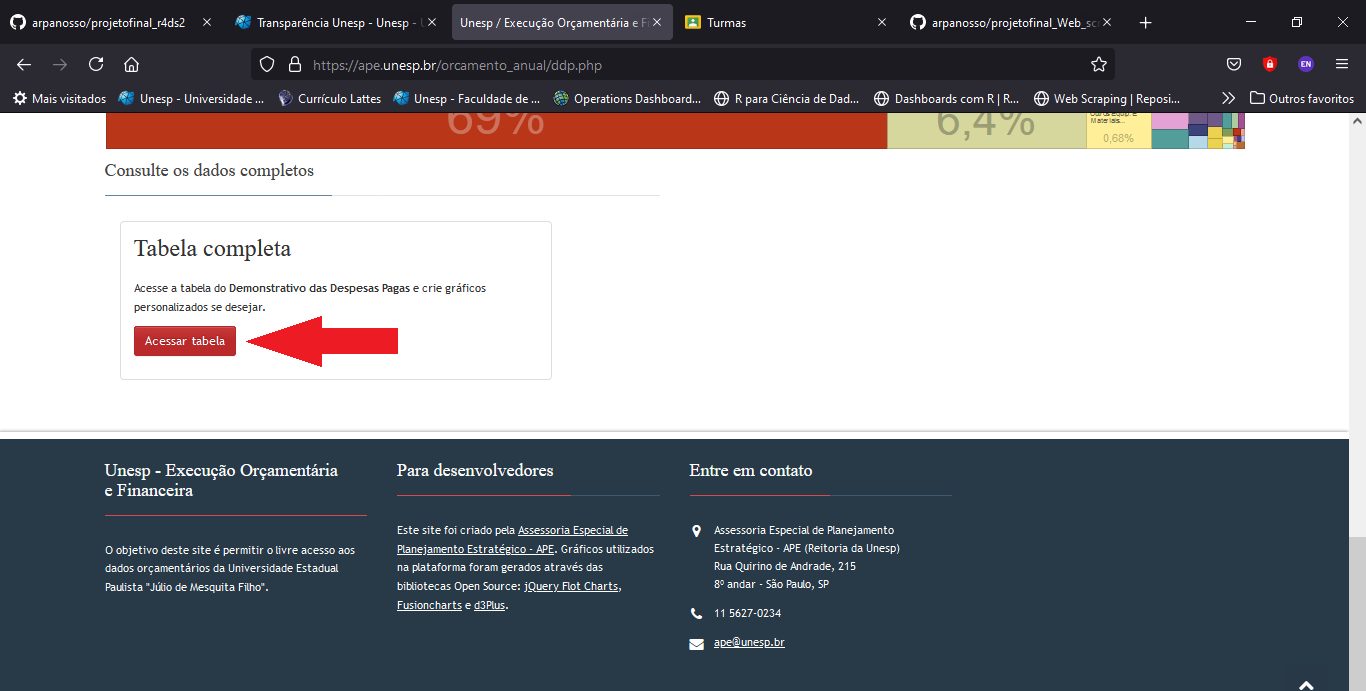 arpanosso/projetofinal_r4ds2
Transparência Unesp - Unesp - U
Unesp / Execução Orçamentária e Fi
Turmas
arpanosso/projetofinal_Web_sc
https://ape.unesp.br/orcamento_anual/ddp.php
EN
Mais visitados
Unesp - Universidade ...
Currículo Lattes
Unesp - Faculdade de ...
Operations Dashboard...
R para Ciência de Dad...
Dashboards com R | R...
Web Scraping | Reposi...
Outros favoritos
69%
6,4%
Outros Equip. E
Materiais...
0,68%
Consulte os dados completos
Tabela completa
Acesse a tabela do Demonstrativo das Despesas Pagas e crie gráficos
personalizados se desejar.
Acessar tabela
Unesp - Execução Orçamentária
e Financeira
O objetivo deste site é permitir o livre acesso aos
dados orçamentários da Universidade Estadual
Paulista "Júlio de Mesquita Filho".
Para desenvolvedores
Este site foi criado pela Assessoria Especial de
Planejamento Estratégico - APE. Gráficos utilizados
na plataforma foram gerados através das
bibliotecas Open Source: jQuery Flot Charts,
Fusioncharts e d3Plus.
Entre em contato
Assessoria Especial de Planejamento
Estratégico - APE (Reitoria da Unesp)
Rua Quirino de Andrade, 215
8º andar - São Paulo, SP
11 5627-0234
ape@unesp.br